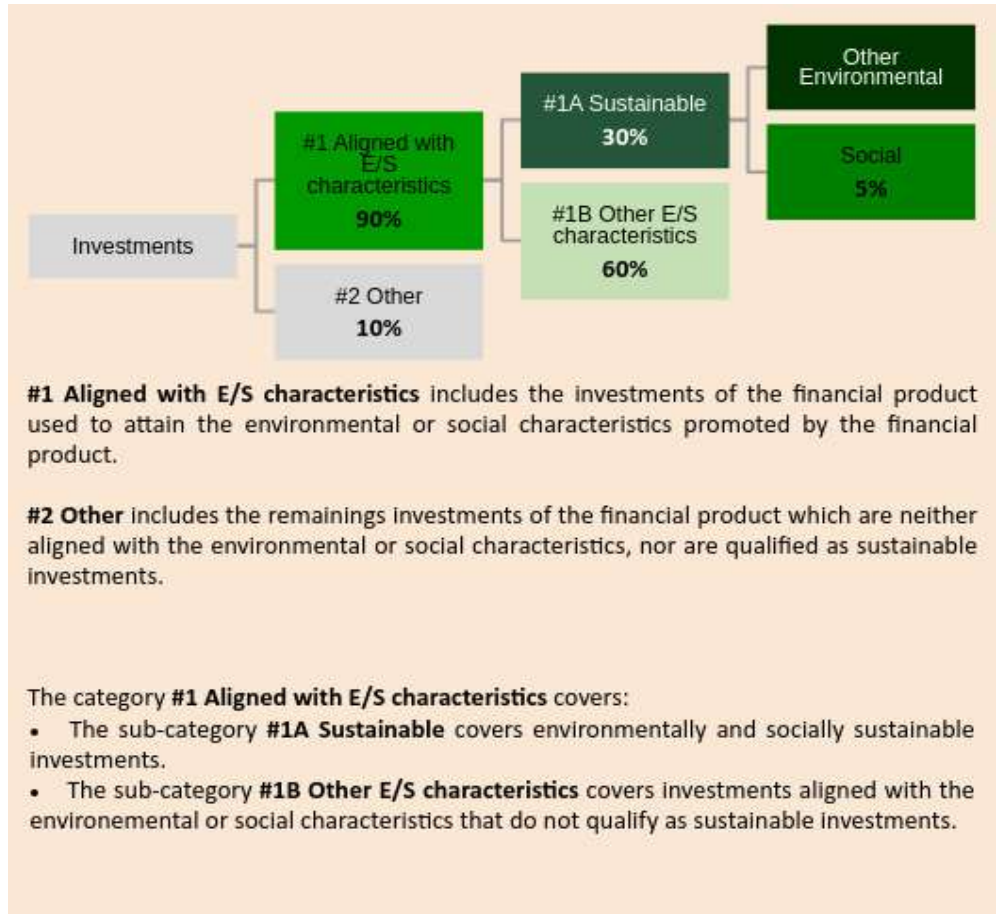 Other
Environmental
#1A Sustainable
30%
#1 Aligned with
E/S
characteristics
90%
Social
5%
#1B Other E/S
characteristics
60%
Investments
#2 Other
10%
#1 Aligned with E/S characteristics includes the investments of the financial product
used to attain the environmental or social characteristics promoted by the financial
product.
#2 Other includes the remainings investments of the financial product which are neither
aligned with the environmental or social characteristics, nor are qualified as sustainable
investments.
The category #1 Aligned with E/S characteristics covers:
• The sub-category #1A Sustainable covers environmentally and socially sustainable
investments.
• The sub-category #1B Other E/S characteristics covers investments aligned with the
environemental or social characteristics that do not qualify as sustainable investments.